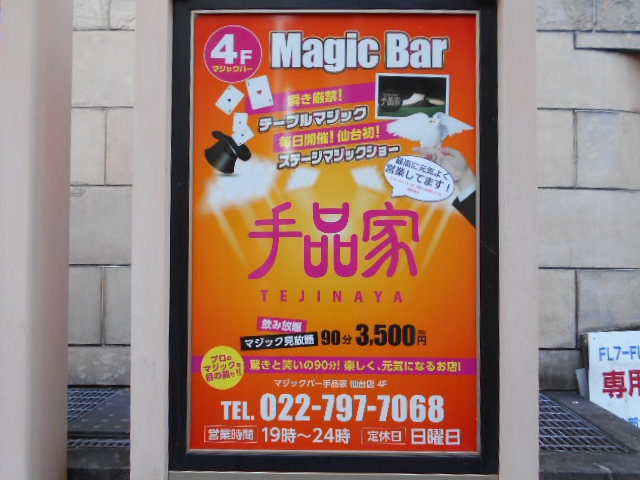 4F
マジックバー
Magic Bar
瞬き厳禁!
テーブルマジック
毎日開催!仙台初!
ステージマジックショー
最高に元気よく
営業してます!
手品家
TEJINAYA
飲み放題
マジック見放題 90分 3,500円
プロの
マジックを
目の前で!!
驚きと笑いの90分!楽しく、元気になるお店!
マジックバー手品家 仙台店 4F
TEL. 022-797-7068
営業時間 19時〜24時 定休日 日曜日
専用